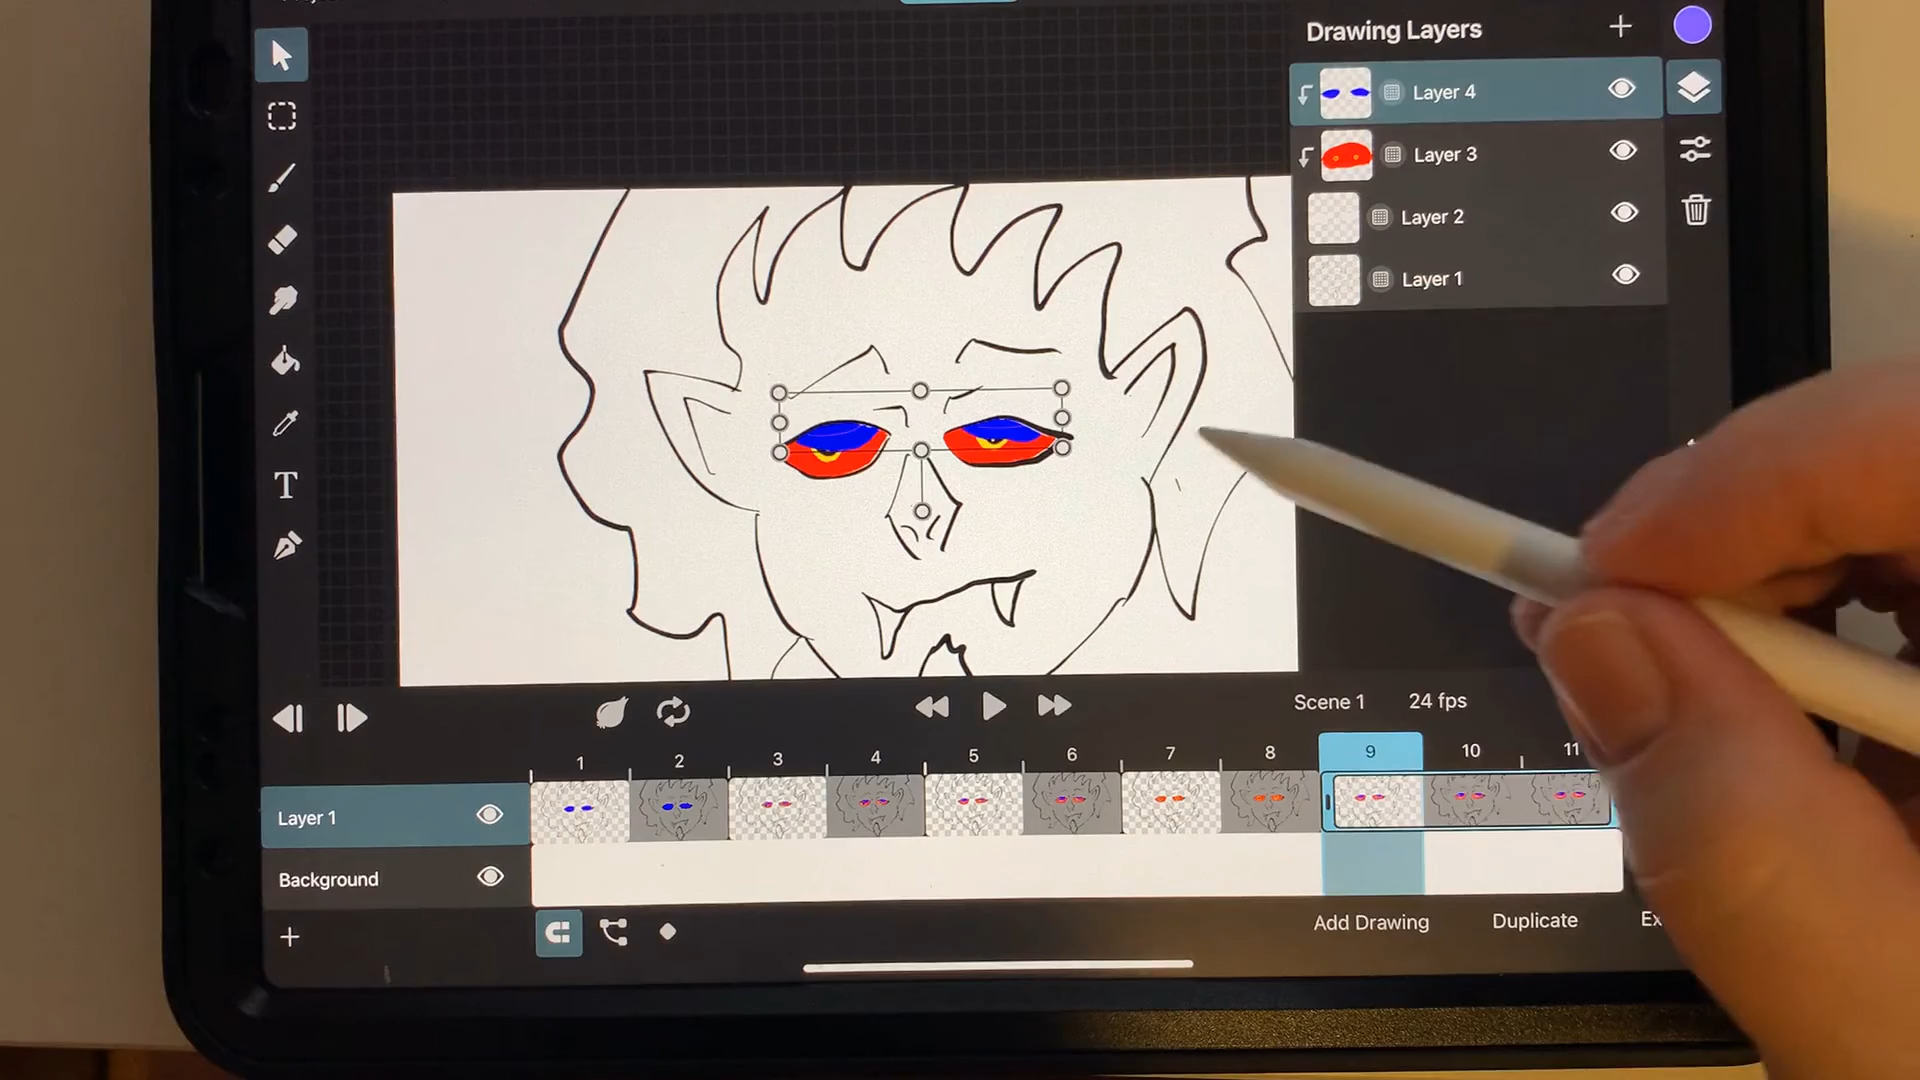 Drawing Layers
Layer 4
Layer 3
Layer 2
Layer 1
T
Scene 1 24 fps
1 2 3 4 5 6 7 8 9 10 11
Layer 1
Background
Add Drawing Duplicate Ex